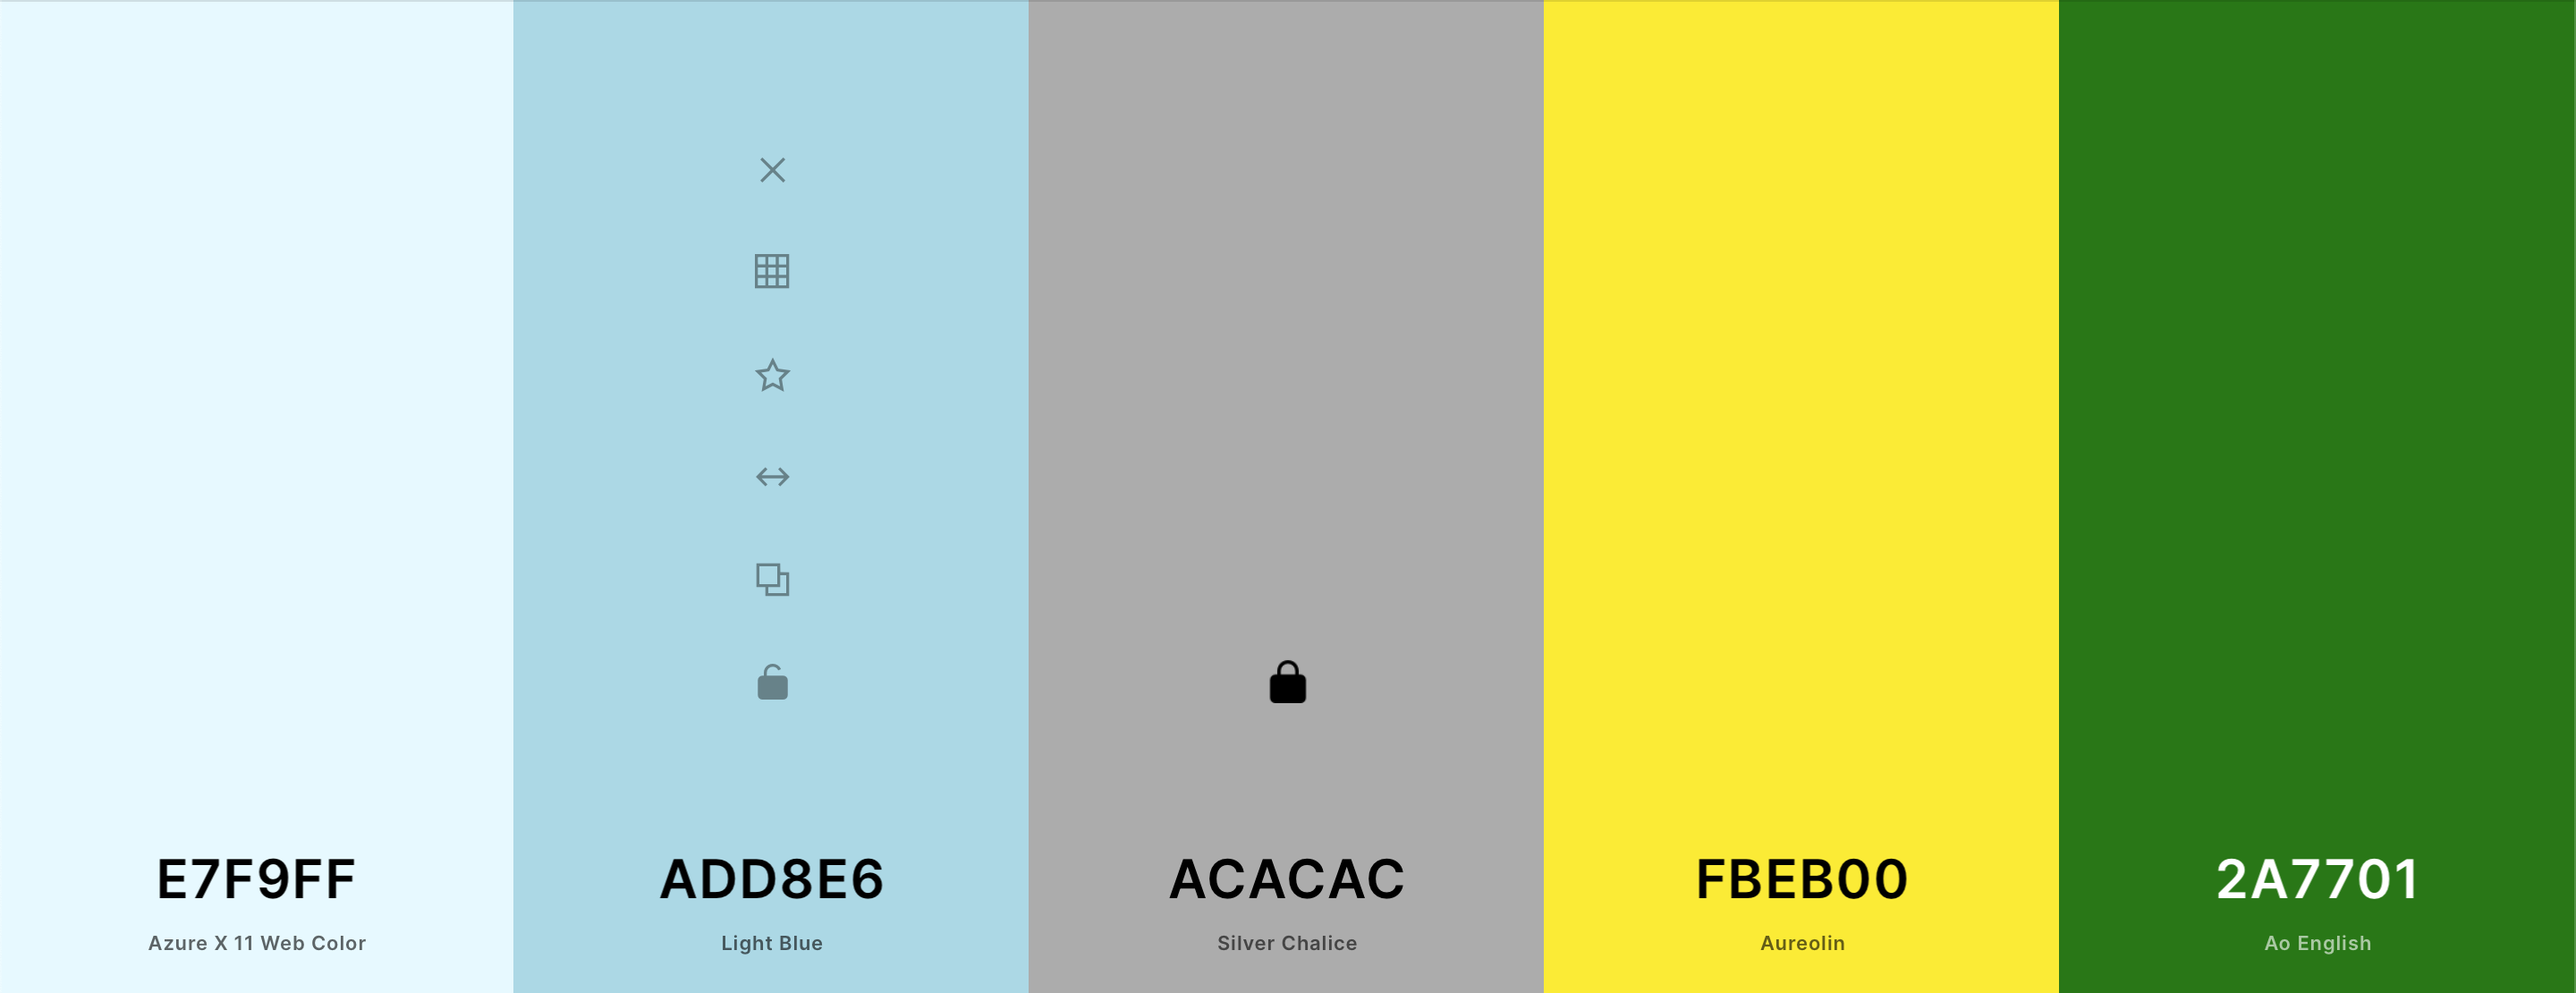 E7F9FF
Azure X 11 Web Color
ADD8E6
Light Blue
ACACAC
Silver Chalice
FBEB00
Aureolin
2A7701
Ao English